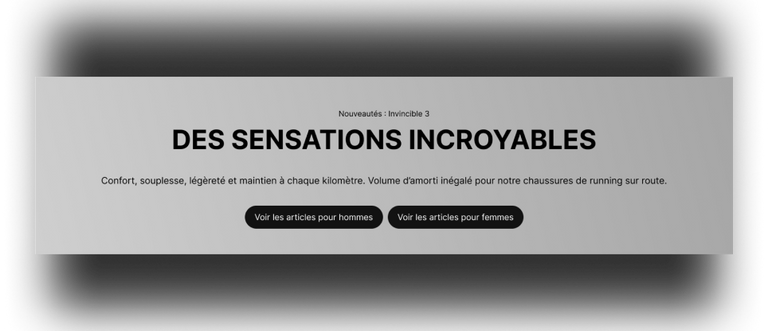 Nouveautés : Invincible 3
DES SENSATIONS INCROYABLES
Confort, souplesse, légèreté et maintien à chaque kilomètre. Volume d'amorti inégalé pour notre chaussures de running sur route.
Voir les articles pour hommes
Voir les articles pour femmes